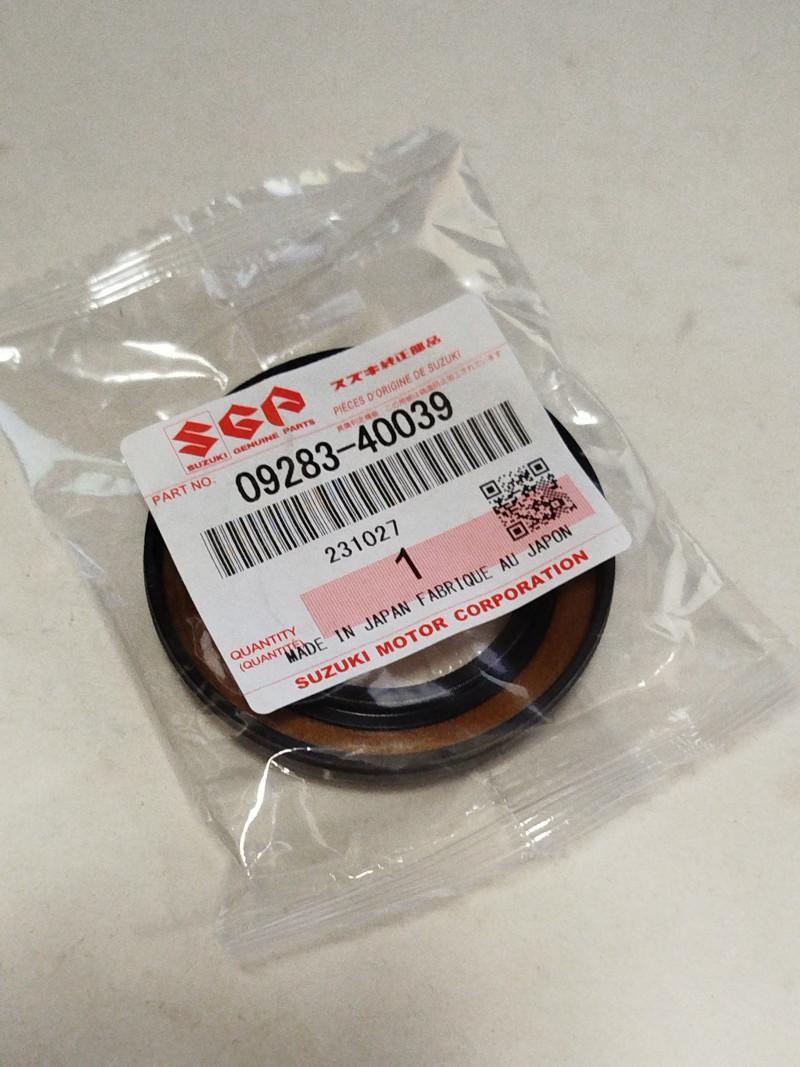 SGP
SUZUKI GENUINE PARTS
スズキ純正部品
PIÈCES D'ORIGINE DE SUZUKI
PART NO.
09283-40039
231027
1
QUANTITY
(QUANTITÉ)
MADE IN JAPAN FABRIQUE AU JAPON
SUZUKI MOTOR CORPORATION